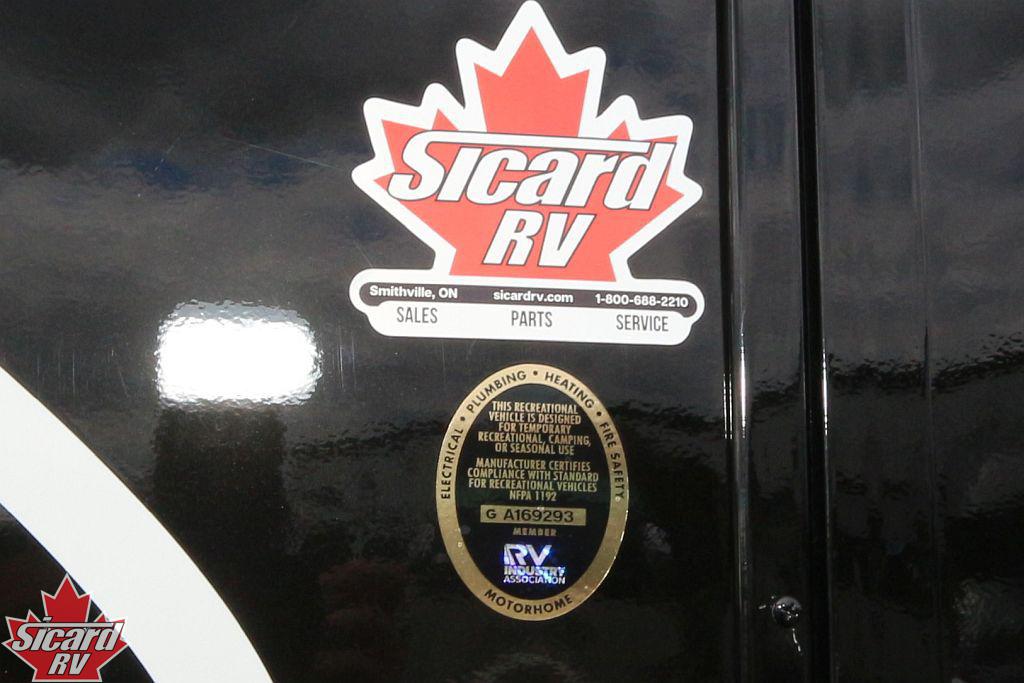 Sicard
RV
Smithville, ON sicardrv.com 1-800-688-2210
SALES PARTS SERVICE
ELECTRICAL • PLUMBING • HEATING • FIRE SAFETY
THIS RECREATIONAL
VEHICLE IS DESIGNED
FOR TEMPORARY
RECREATIONAL, CAMPING,
OR SEASONAL USE
MANUFACTURER CERTIFIES
COMPLIANCE WITH STANDARD
FOR RECREATIONAL VEHICLES
NFPA 1192
G A169293
MEMBER
RV
INDUSTRY
ASSOCIATION
MOTORHOME
Sicard
RV